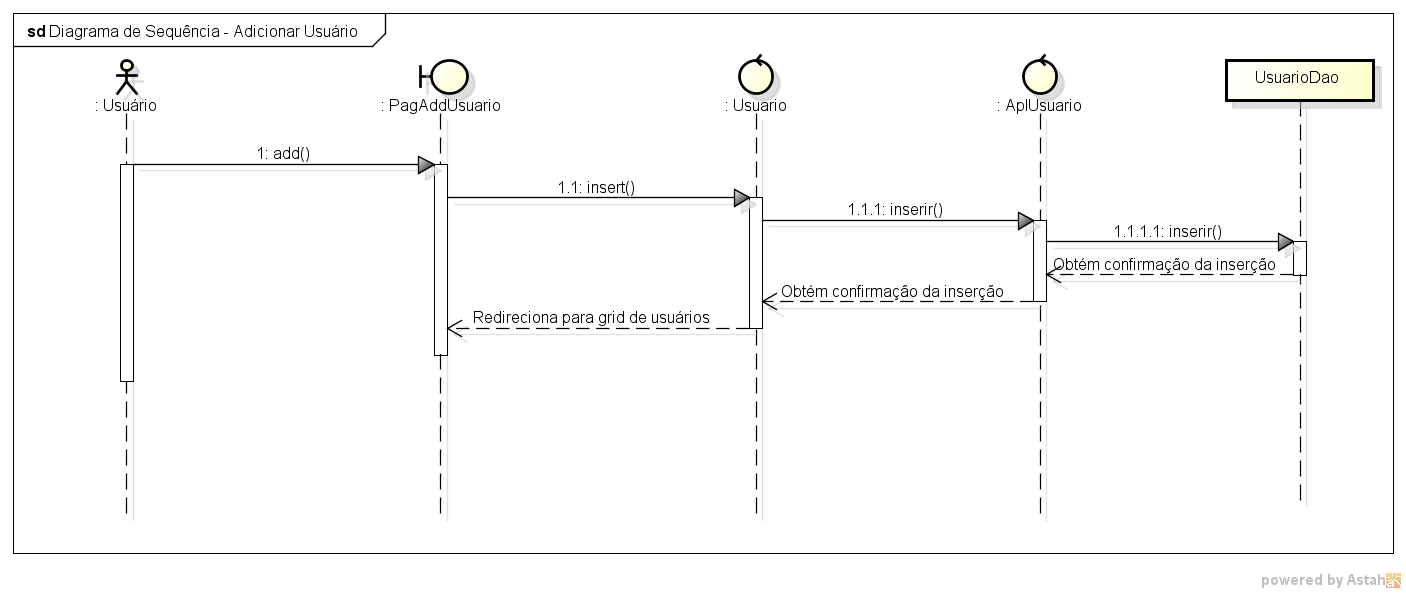 sd Diagrama de Sequência - Adicionar Usuário
: Usuário
: PagAddUsuario
: Usuario
: AplUsuario
UsuarioDao
1: add()
1.1: insert()
1.1.1: inserir()
1.1.1.1: inserir()
Obtém confirmação da inserção
Obtém confirmação da inserção
Redireciona para grid de usuários
powered by Astah